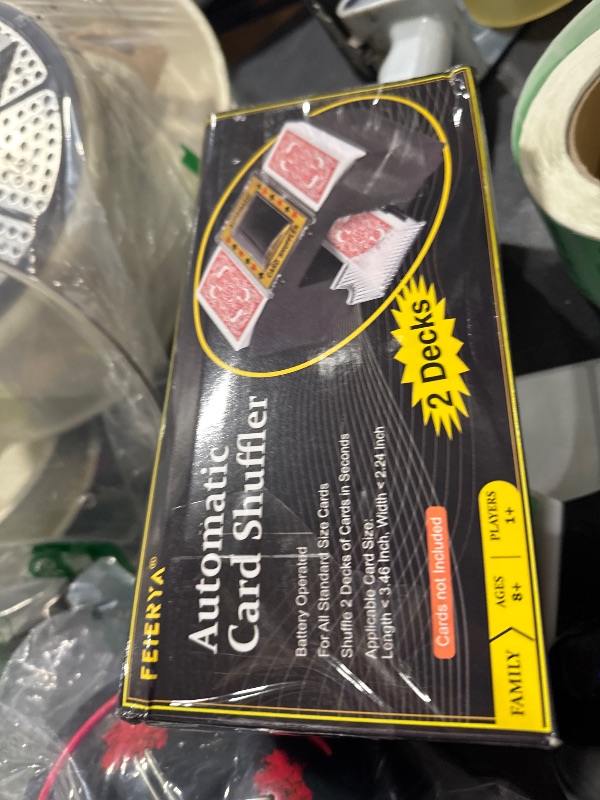 FEIERYA®
Automatic
Card Shuffler
Battery Operated
For All Standard Size Cards
Shuffle 2 Decks of Cards in Seconds
Applicable Card Size:
Length < 3.46 Inch, Width < 2.24 Inch
Cards not Included
2 Decks
CARD SHUFFLER
FAMILY
AGES
8+
PLAYERS
1+